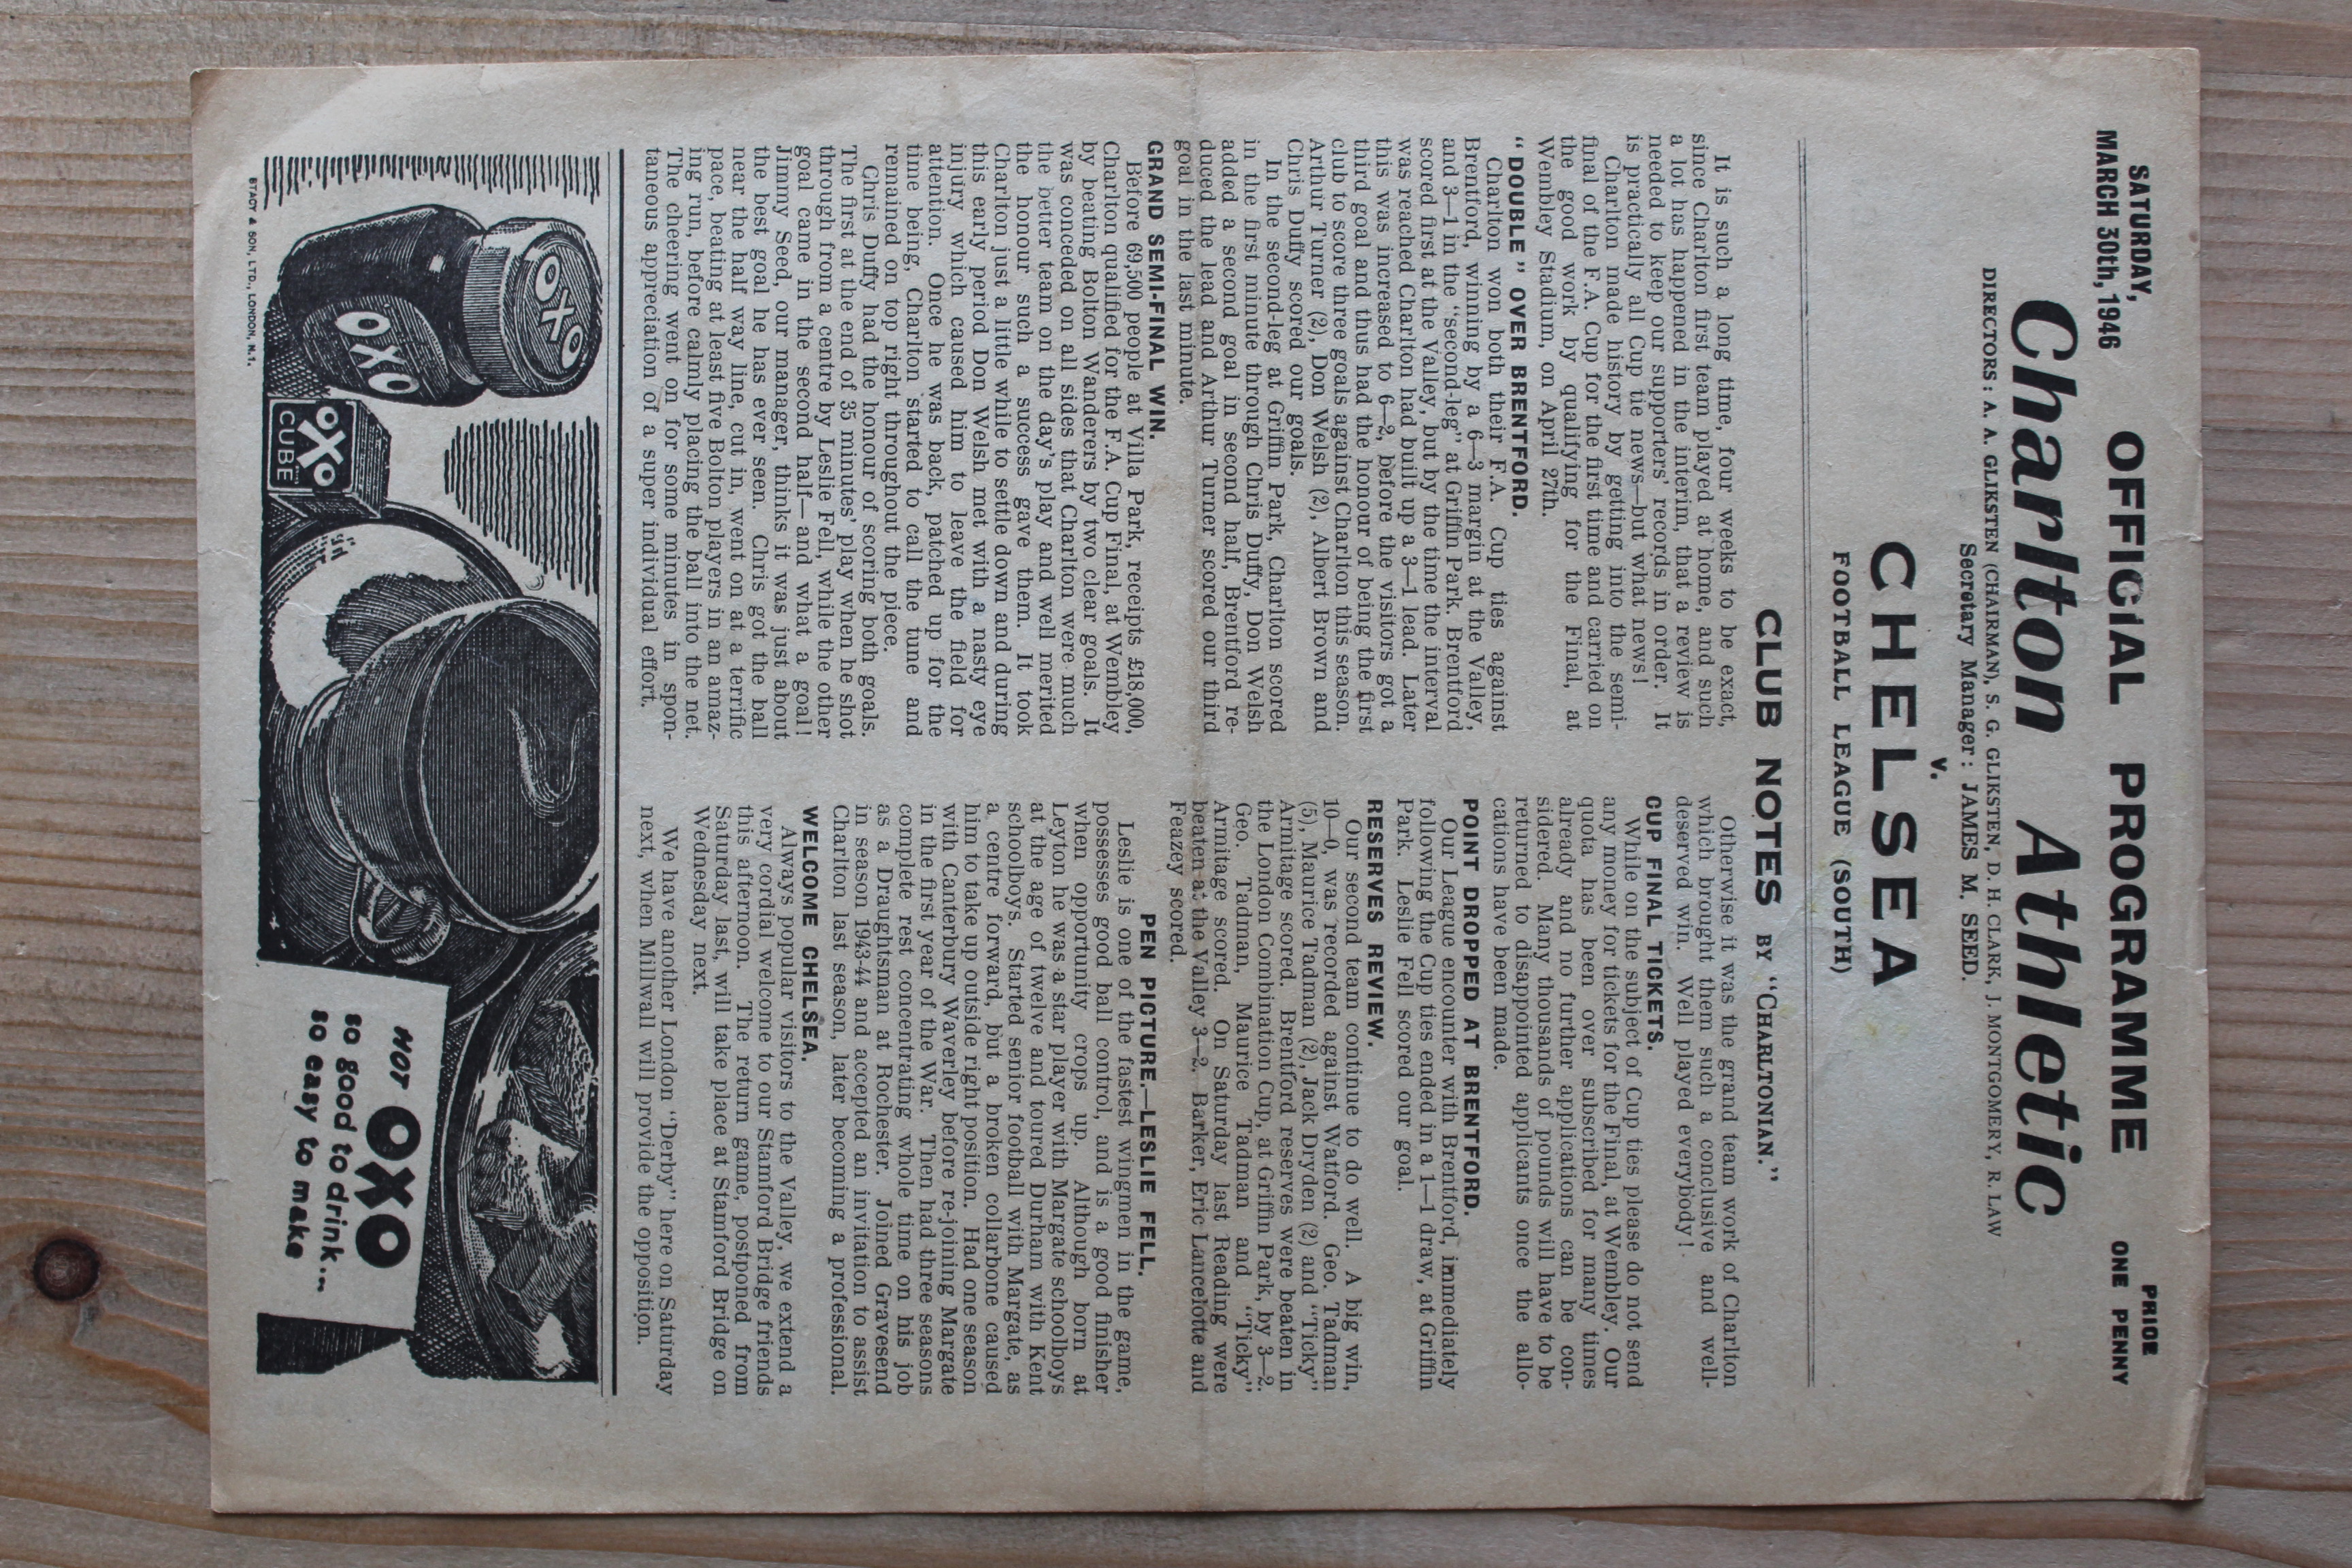 SATURDAY,
MARCH 30th, 1946
OFFICIAL PROGRAMME
PRICE
ONE PENNY
Charlton Athletic
DIRECTORS : A. A. GLIKSTEN (CHAIRMAN), S. G. GLIKSTEN, D. H. CLARK, J. MONTGOMERY, R. LAW
Secretary Manager : JAMES M. SEED.
v.
CHELSEA
FOOTBALL LEAGUE (SOUTH)
CLUB NOTES BY "CHARLTONIAN."
It is such a long time, four weeks to be exact,
since Charlton first team played at home, and such
a lot has happened in the interim, that a review is
needed to keep our supporters' records in order. It
is practically all Cup tie news—but what news!
Charlton made history by getting into the semi-
final of the F.A. Cup for the first time and carried on
the good work by qualifying for the Final, at
Wembley Stadium, on April 27th.
"DOUBLE" OVER BRENTFORD.
Charlton won both their F.A. Cup ties against
Brentford, winning by a 6—3 margin at the Valley,
and 3—1 in the "second-leg" at Griffin Park. Brentford
scored first at the Valley, but by the time the interval
was reached Charlton had built up a 3—1 lead. Later
this was increased to 6—2, before the visitors got a
third goal and thus had the honour of being the first
club to score three goals against Charlton this season.
Arthur Turner (2), Don Welsh (2), Albert Brown and
Chris Duffy scored our goals.
In the second-leg at Griffin Park, Charlton scored
in the first minute through Chris Duffy, Don Welsh
added a second goal in second half, Brentford re-
duced the lead and Arthur Turner scored our third
goal in the last minute.
GRAND SEMI-FINAL WIN.
Before 69,500 people at Villa Park, receipts £18,000,
Charlton qualified for the F.A. Cup Final, at Wembley
by beating Bolton Wanderers by two clear goals. It
was conceded on all sides that Charlton were much
the better team on the day's play and well merited
the honour such a success gave them. It took
Charlton just a little while to settle down and during
this early period Don Welsh met with a nasty eye
injury which caused him to leave the field for
attention. Once he was back, patched up for the
time being, Charlton started to call the tune and
remained on top right throughout the piece.
Chris Duffy had the honour of scoring both goals.
The first at the end of 35 minutes' play when he shot
through from a centre by Leslie Fell, while the other
goal came in the second half—and what a goal!
Jimmy Seed, our manager, thinks it was just about
the best goal he has ever seen. Chris got the ball
near the half way line, cut in, went on at a terrific
pace, beating at least five Bolton players in an amaz-
ing run, before calmly placing the ball into the net.
The cheering went on for some minutes in spon-
taneous appreciation of a super individual effort.
Otherwise it was the grand team work of Charlton
which brought them such a conclusive and well-
deserved win. Well played everybody!
CUP FINAL TICKETS.
While on the subject of Cup ties please do not send
any money for tickets for the Final, at Wembley. Our
quota has been over subscribed for many times
already and no further applications can be con-
sidered. Many thousands of pounds will have to be
returned to disappointed applicants once the allo-
cations have been made.
POINT DROPPED AT BRENTFORD.
Our League encounter with Brentford, immediately
following the Cup ties ended in a 1—1 draw, at Griffin
Park. Leslie Fell scored our goal.
RESERVES REVIEW.
Our second team continue to do well. A big win,
10—0, was recorded against Watford. Geo. Tadman
(5), Maurice Tadman (2), Jack Dryden (2) and "Ticky"
Armitage scored. Brentford reserves were beaten in
the London Combination Cup, at Griffin Park, by 3—2.
Geo. Tadman, Maurice Tadman and "Ticky"
Armitage scored. On Saturday last Reading were
beaten at the Valley 3—2. Barker, Eric Lancelotte and
Feazey scored.
PEN PICTURE.—LESLIE FELL.
Leslie is one of the fastest wingmen in the game,
possesses good ball control, and is a good finisher
when opportunity crops up. Although born at
Leyton he was a star player with Margate schoolboys
at the age of twelve and toured Durham with Kent
schoolboys. Started senior football with Margate, as
a centre forward, but a broken collarbone caused
him to take up outside right position. Had one season
with Canterbury Waverley before re-joining Margate
in the first year of the War. Then had three seasons
complete rest concentrating whole time on his job
as a Draughtsman at Rochester. Joined Gravesend
in season 1943-44 and accepted an invitation to assist
Charlton last season, later becoming a professional.
WELCOME CHELSEA.
Always popular visitors to the Valley, we extend a
very cordial welcome to our Stamford Bridge friends
this afternoon. The return game, postponed from
Saturday last, will take place at Stamford Bridge on
Wednesday next.
We have another London "Derby" here on Saturday
next, when Millwall will provide the opposition.
OXO
OXO
OXO
CUBE
HOT OXO
so good to drink...
so easy to make
STACY & SON, LTD., LONDON, N.1.